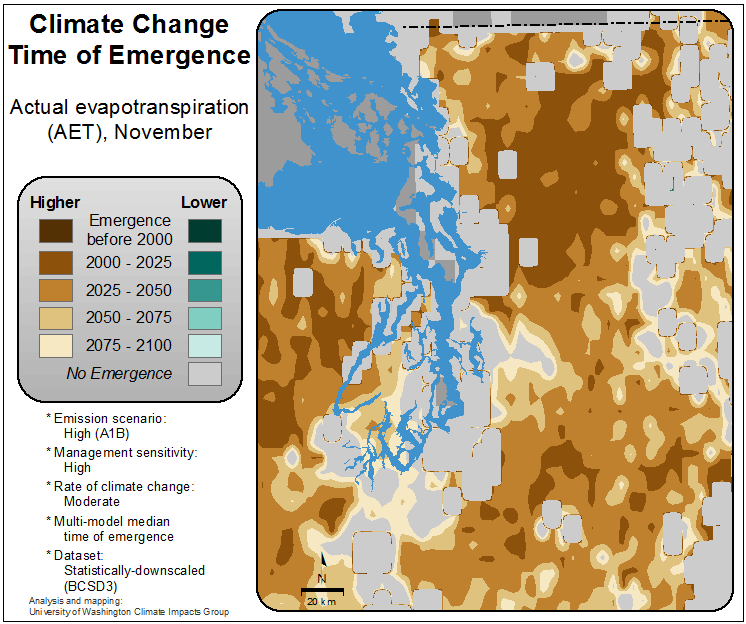 Climate Change
Time of Emergence
Actual evapotranspiration
(AET), November
Higher Lower
Emergence
before 2000
2000 - 2025
2025 - 2050
2050 - 2075
2075 - 2100
No Emergence
* Emission scenario:
High (A1B)
* Management sensitivity:
High
* Rate of climate change:
Moderate
* Multi-model median
time of emergence
* Dataset:
Statistically-downscaled
(BCSD3)
Analysis and mapping:
University of Washington Climate Impacts Group
N
20 km